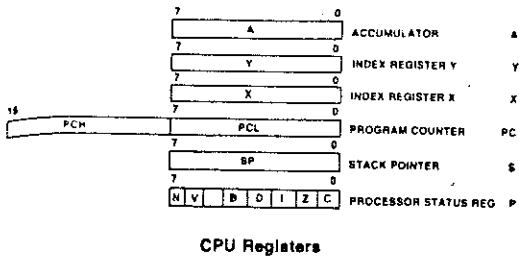 7 0
A ACCUMULATOR A
7 0
Y INDEX REGISTER Y Y
7 0
X INDEX REGISTER X X
15 7 0
PCH PCL PROGRAM COUNTER PC
7 0
SP STACK POINTER S
7 0
N V B D I Z C PROCESSOR STATUS REG P
CPU Registers